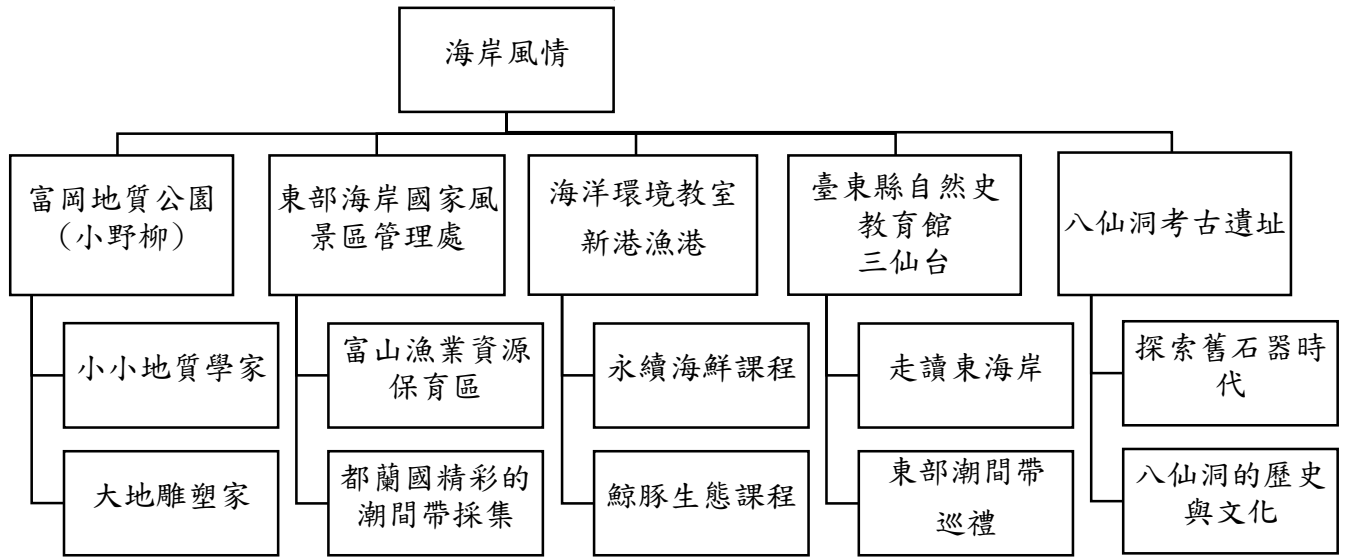 海岸風情
富岡地質公園
(小野柳)
東部海岸國家風
景區管理處
海洋環境教室
新港漁港
臺東縣自然史
教育館
三仙台
八仙洞考古遺址
小小地質學家
富山漁業資源
保育區
永續海鮮課程
走讀東海岸
探索舊石器時
代
大地雕塑家
都蘭國精彩的
潮間帶採集
鯨豚生態課程
東部潮間帶
巡禮
八仙洞的歷史
與文化